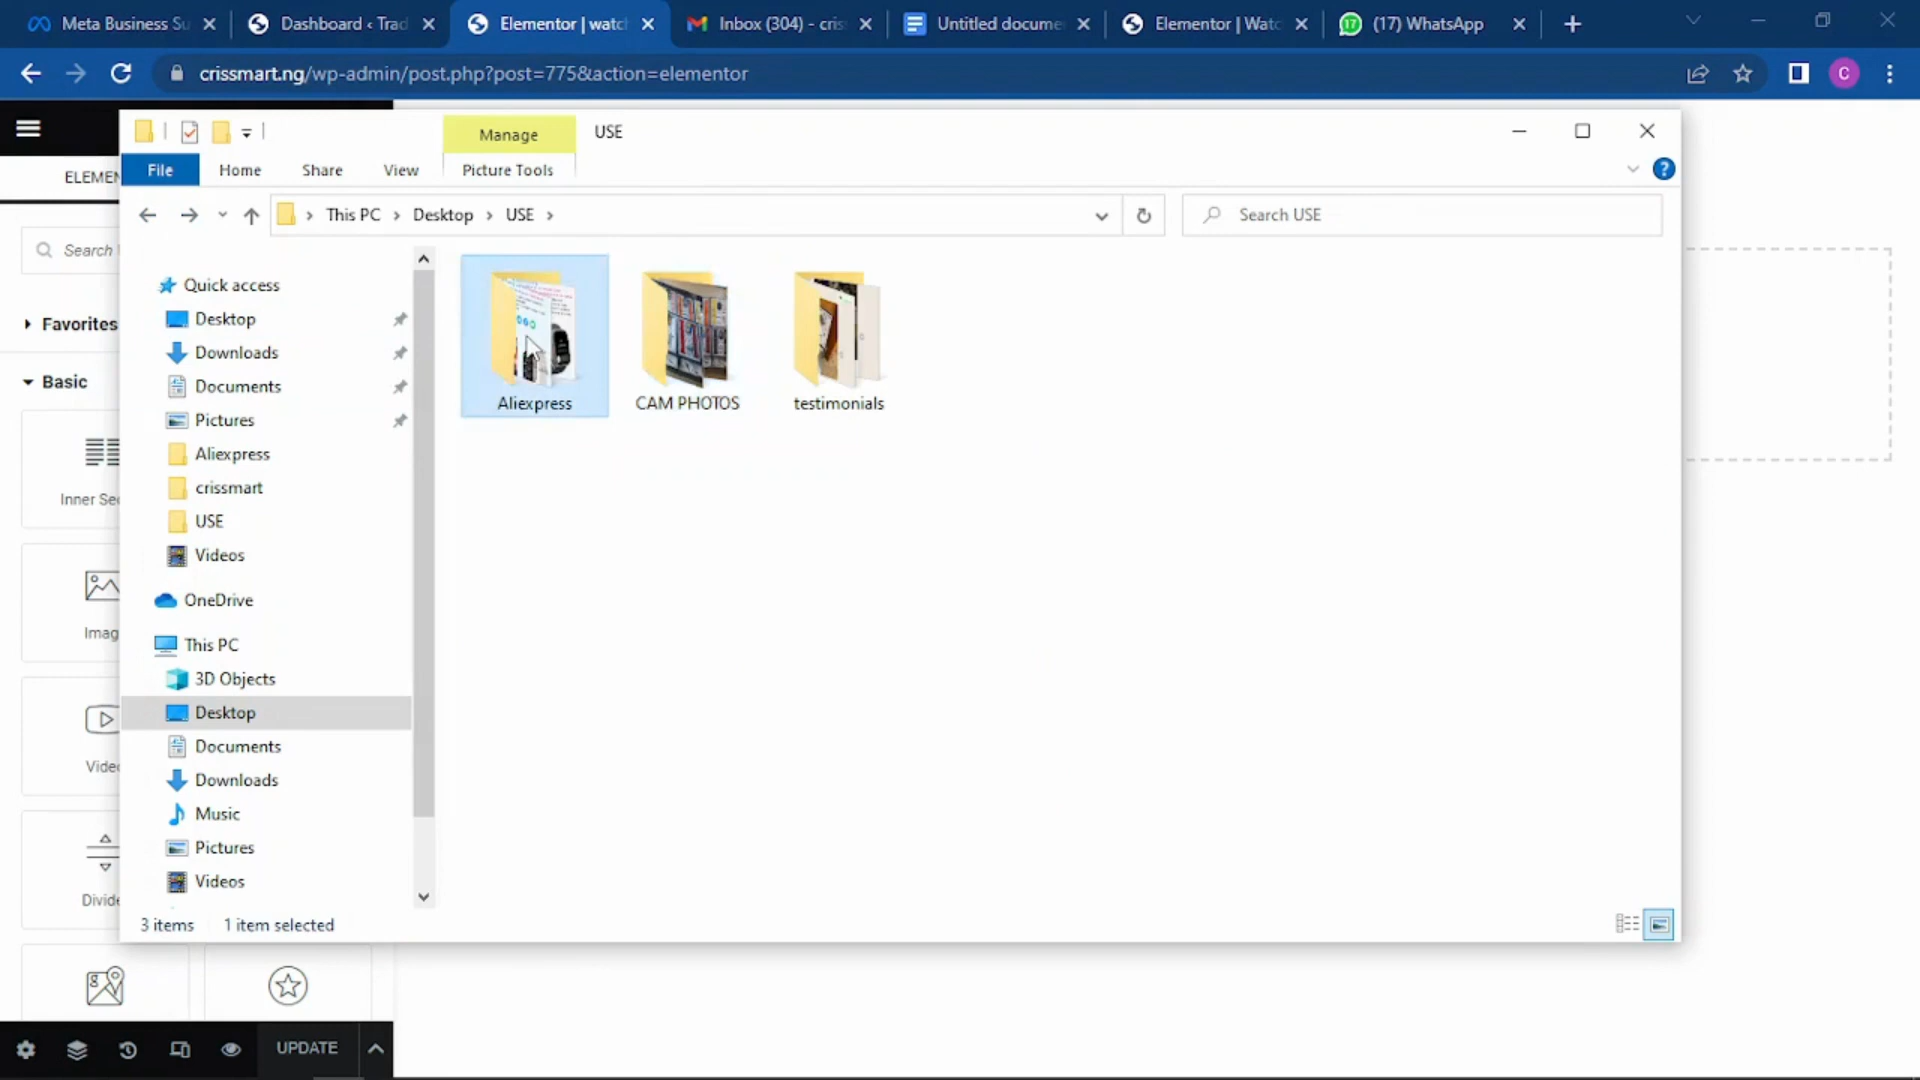 Meta Business Su
Dashboard ‹ Trad
Elementor | watch
Inbox (304) - cris
Untitled docume
Elementor | Watc
(17) WhatsApp
crissmart.ng/wp-admin/post.php?post=775&action=elementor
C
Manage
USE
File
Home
Share
View
Picture Tools
This PC
Desktop
USE
Search USE
ELEMEN
Search
Favorites
Basic
Inner Sec
Imag
Vide
Divide
Quick access
Desktop
Downloads
Documents
Pictures
Aliexpress
crissmart
USE
Videos
OneDrive
This PC
3D Objects
Desktop
Documents
Downloads
Music
Pictures
Videos
Aliexpress
CAM PHOTOS
testimonials
3 items
1 item selected
UPDATE